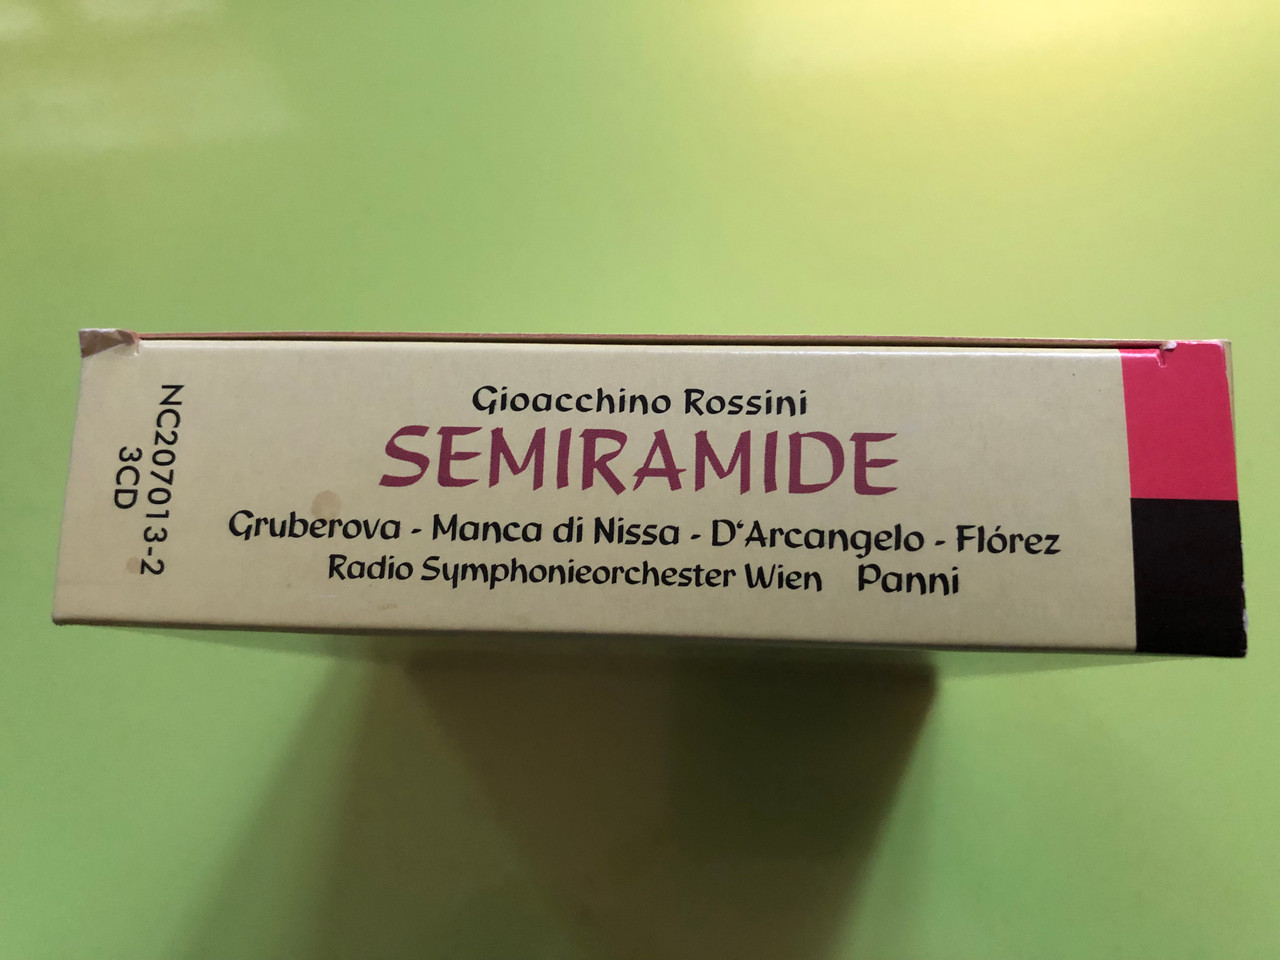 NC207013-2
3CD
Gioacchino Rossini
SEMIRAMIDE
Gruberova - Manca di Nissa - D‘Arcangelo - Flórez
Radio Symphonieorchester Wien Panni